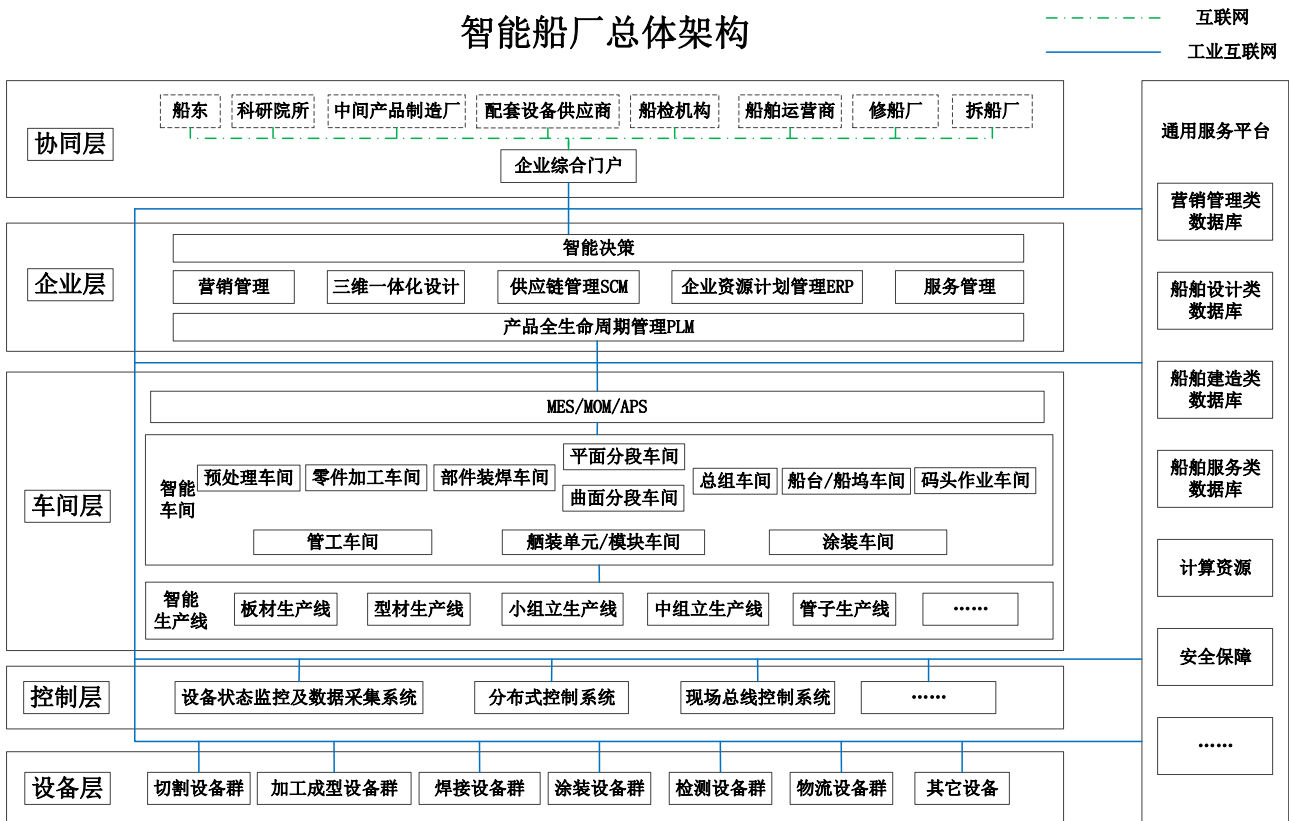 智能船厂总体架构
互联网
工业互联网
协同层
船东
科研院所
中间产品制造厂
配套设备供应商
船检机构
船舶运营商
修船厂
拆船厂
企业综合门户
企业层
智能决策
营销管理
三维一体化设计
供应链管理SCM
企业资源计划管理ERP
服务管理
产品全生命周期管理PLM
车间层
MES/MOM/APS
智能
车间
预处理车间
零件加工车间
部件装焊车间
平面分段车间
曲面分段车间
总组车间
船台/船坞车间
码头作业车间
管工车间
舾装单元/模块车间
涂装车间
智能
生产线
板材生产线
型材生产线
小组立生产线
中组立生产线
管子生产线
······
控制层
设备状态监控及数据采集系统
分布式控制系统
现场总线控制系统
······
设备层
切割设备群
加工成型设备群
焊接设备群
涂装设备群
检测设备群
物流设备群
其它设备
通用服务平台
营销管理类
数据库
船舶设计类
数据库
船舶建造类
数据库
船舶服务类
数据库
计算资源
安全保障
······